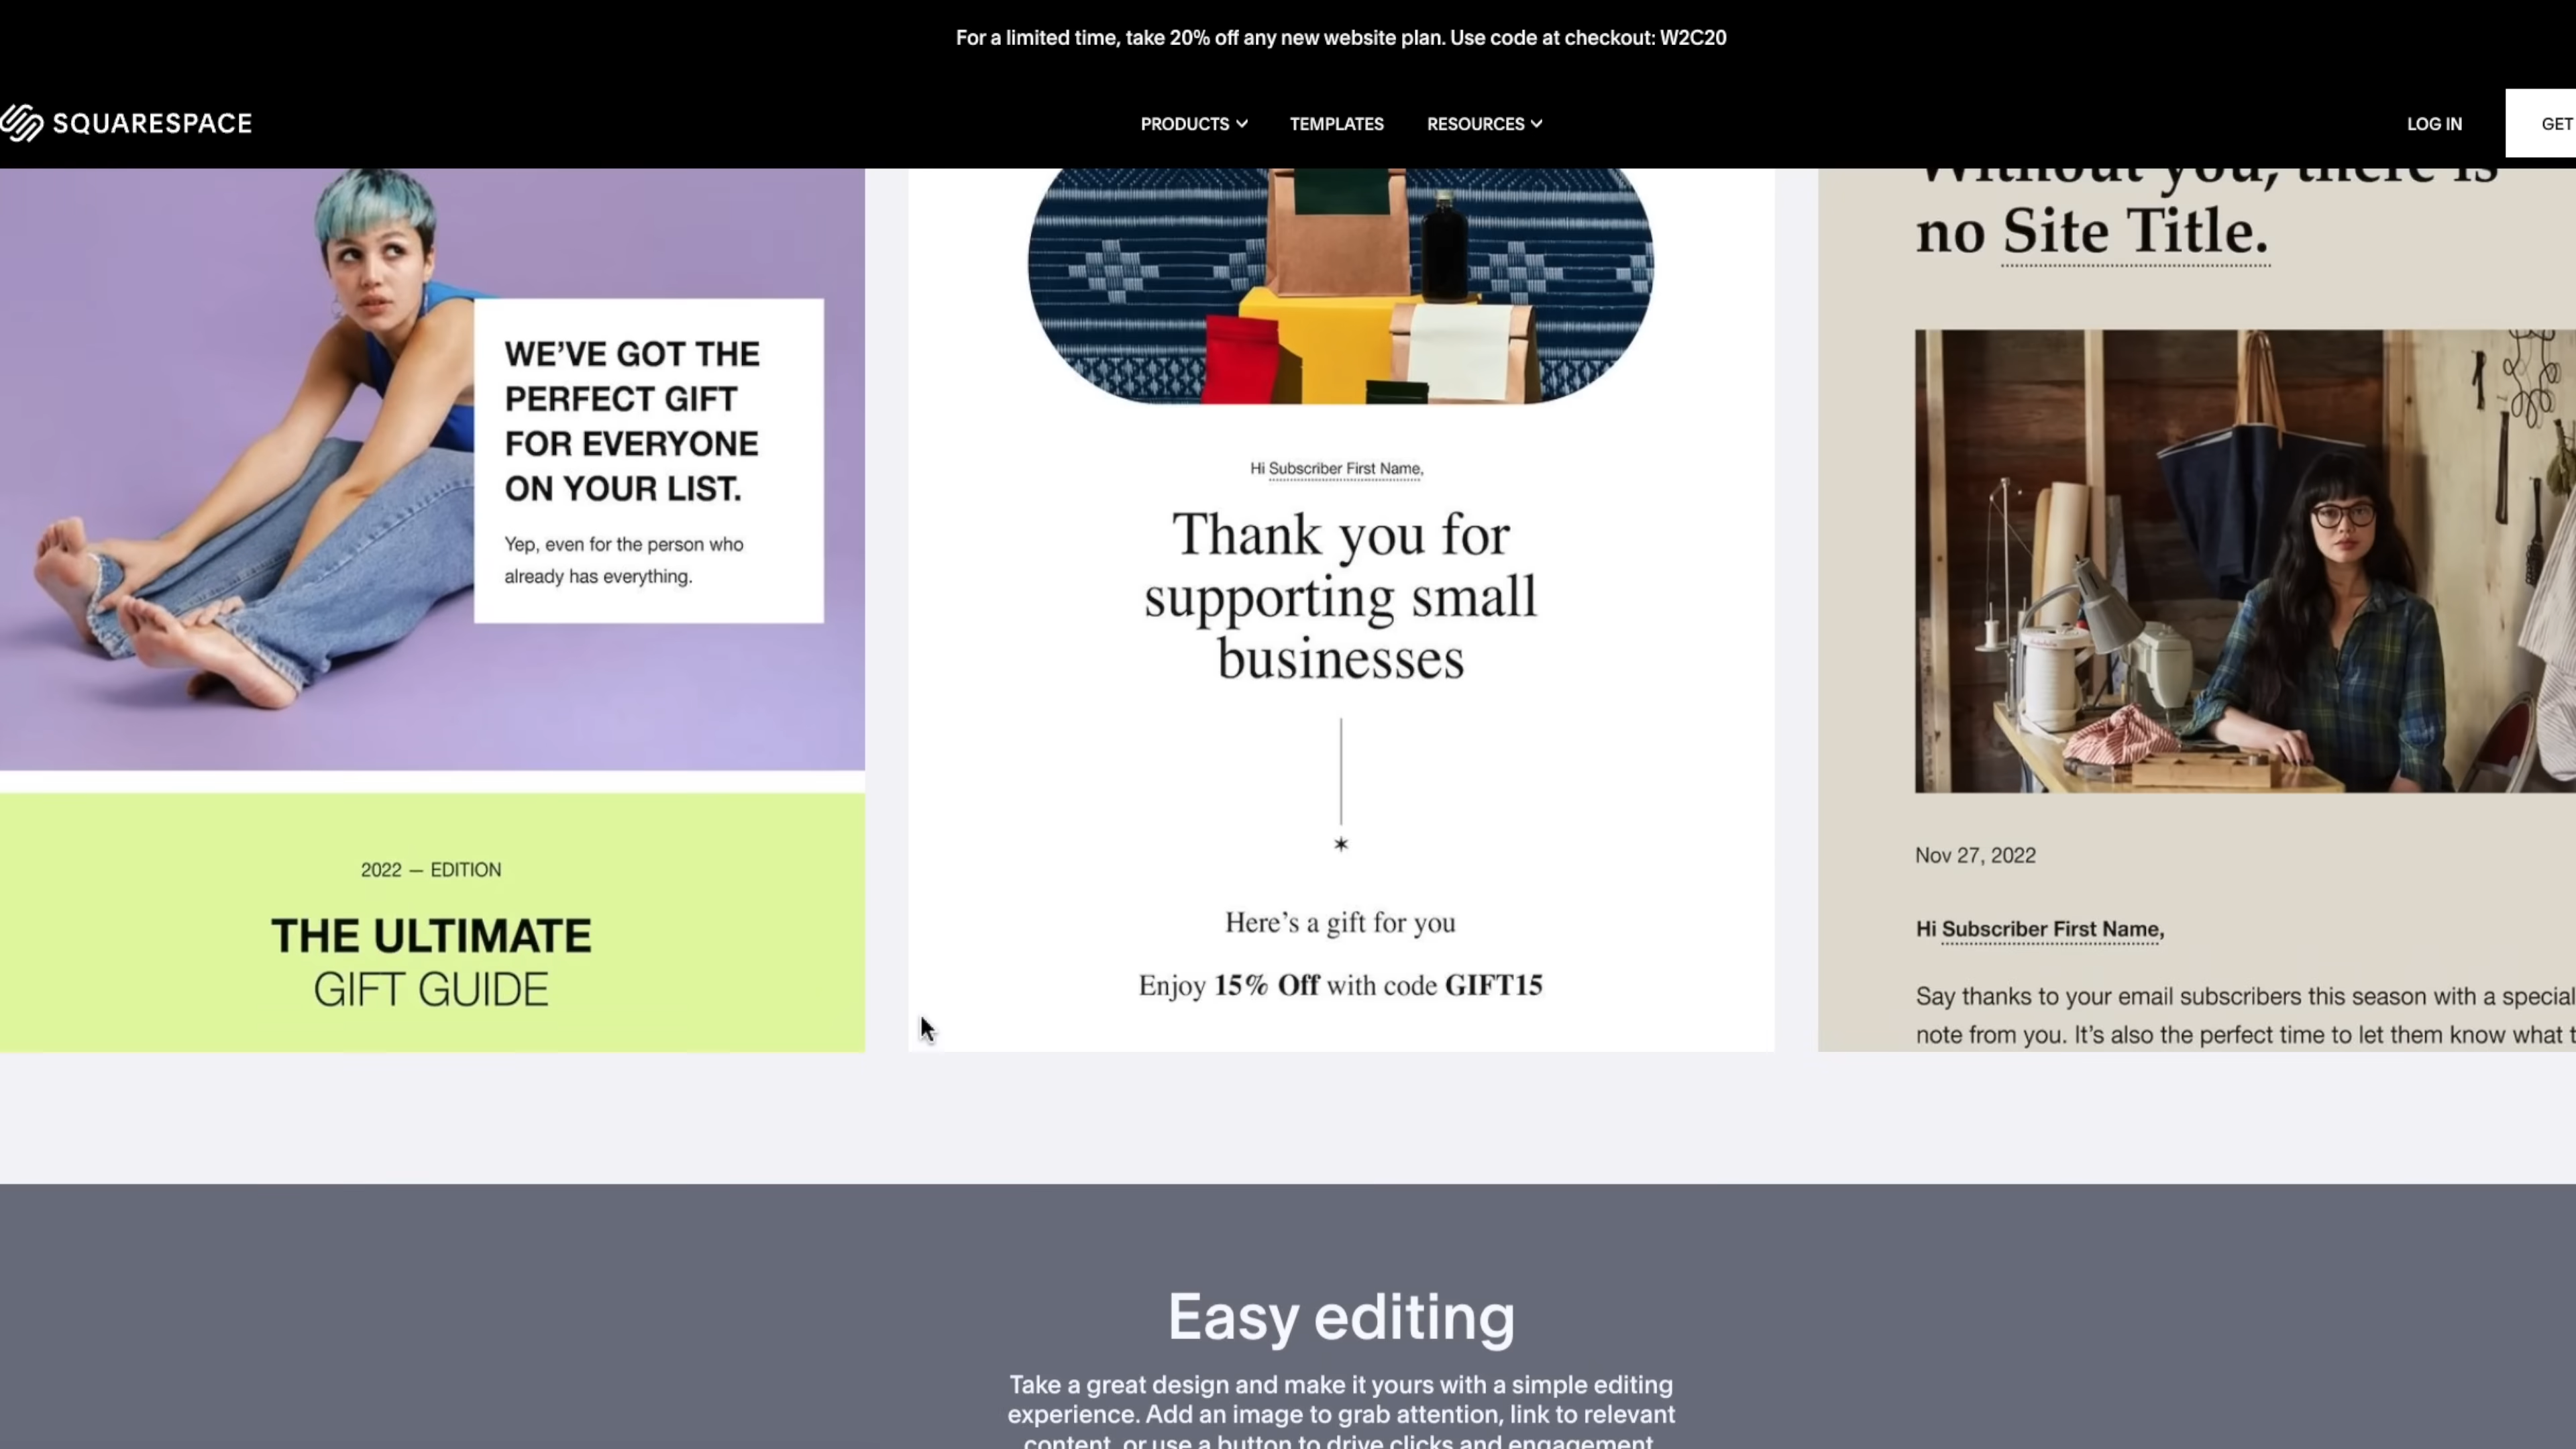 For a limited time, take 20% off any new website plan. Use code at checkout: W2C20
SQUARESPACE
PRODUCTS
TEMPLATES
RESOURCES
LOG IN
GET
WE’VE GOT THE
PERFECT GIFT
FOR EVERYONE
ON YOUR LIST.
Yep, even for the person who
already has everything.
2022 — EDITION
THE ULTIMATE
GIFT GUIDE
Hi Subscriber First Name,
Thank you for
supporting small
businesses
Here’s a gift for you
Enjoy 15% Off with code GIFT15
Without you, there is
no Site Title.
Nov 27, 2022
Hi Subscriber First Name,
Say thanks to your email subscribers this season with a special
note from you. It’s also the perfect time to let them know what
Easy editing
Take a great design and make it yours with a simple editing
experience. Add an image to grab attention, link to relevant
content, or use a button to drive clicks and engagement